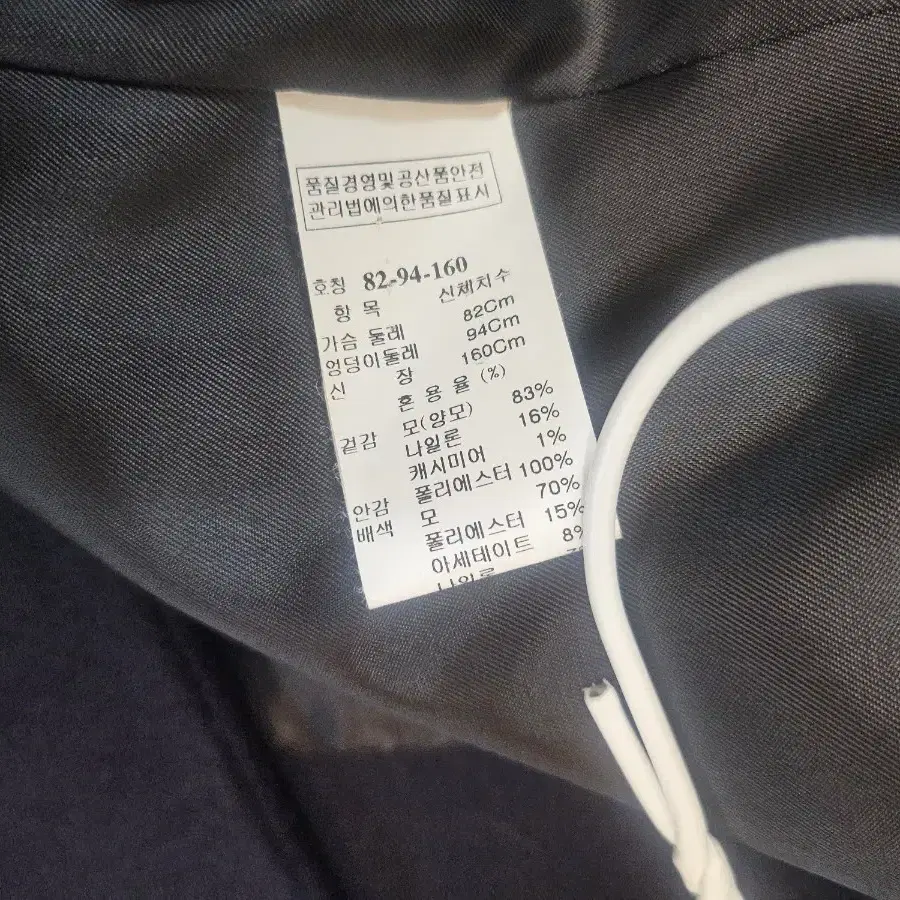 품질경영및공산품안전
관리법에의한품질표시
호칭 82-94-160
항 목 신체치수
가슴 둘레 82Cm
엉덩이둘레 94Cm
신 장 160Cm
혼 용 율 (%)
겉감 모(양모) 83%
나일론 16%
캐시미어 1%
안감 폴리에스터 100%
배색 모 70%
폴리에스터 15%
아세테이트 8%
나일론